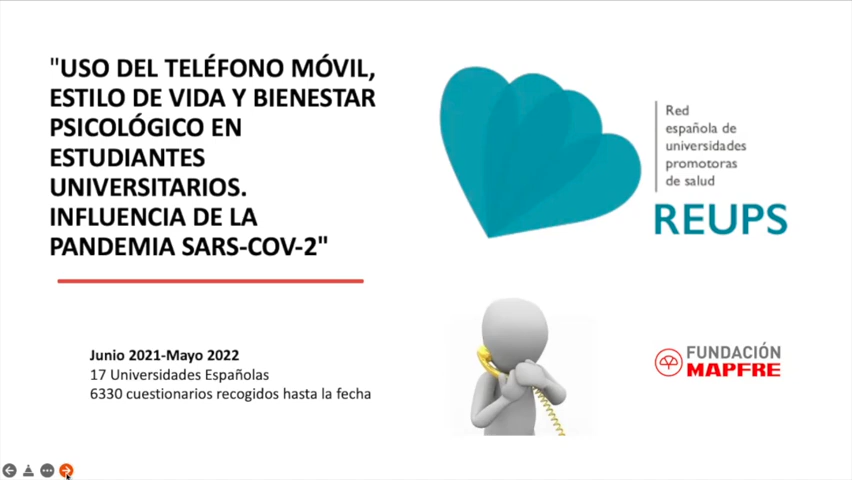 "USO DEL TELÉFONO MÓVIL,
ESTILO DE VIDA Y BIENESTAR
PSICOLÓGICO EN
ESTUDIANTES
UNIVERSITARIOS.
INFLUENCIA DE LA
PANDEMIA SARS-COV-2"
Red
española de
universidades
promotoras
de salud
REUPS
Junio 2021-Mayo 2022
17 Universidades Españolas
6330 cuestionarios recogidos hasta la fecha
FUNDACIÓN
MAPFRE